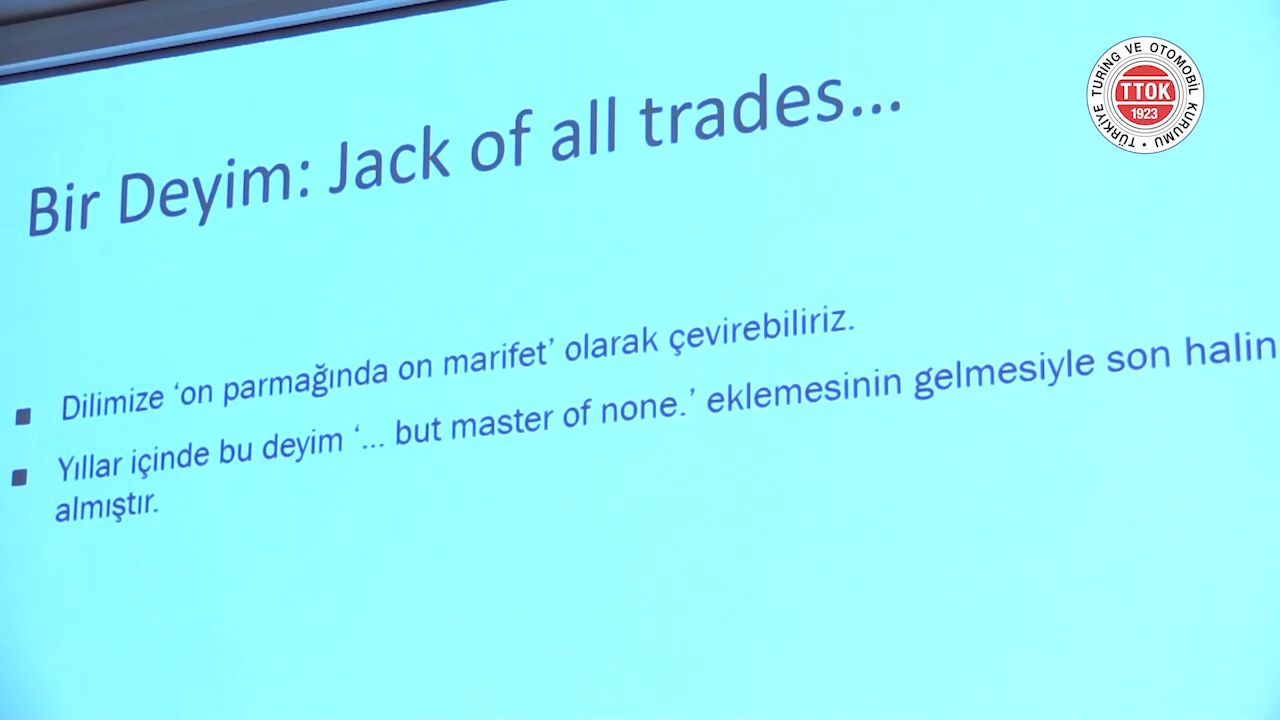 Bir Deyim: Jack of all trades...
Dilimize ‘on parmağında on marifet’ olarak çevirebiliriz.
Yıllar içinde bu deyim ‘... but master of none.’ eklemesinin gelmesiyle son halin
almıştır.
TÜRKİYE TURİNG VE OTOMOBİL KURUMU
TTOK
1923